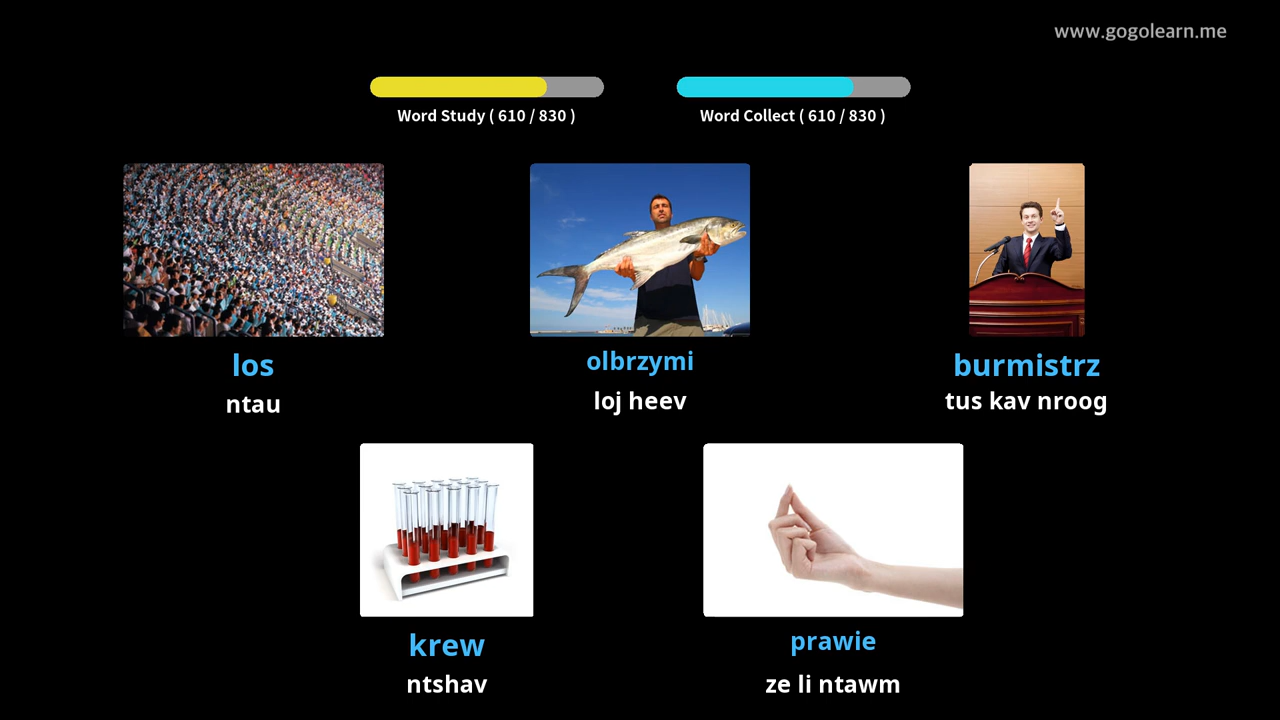 www.gogolearn.me
Word Study ( 610 / 830 )
Word Collect ( 610 / 830 )
los
ntau
olbrzymi
loj heev
burmistrz
tus kav nroog
krew
ntshav
prawie
ze li ntawm